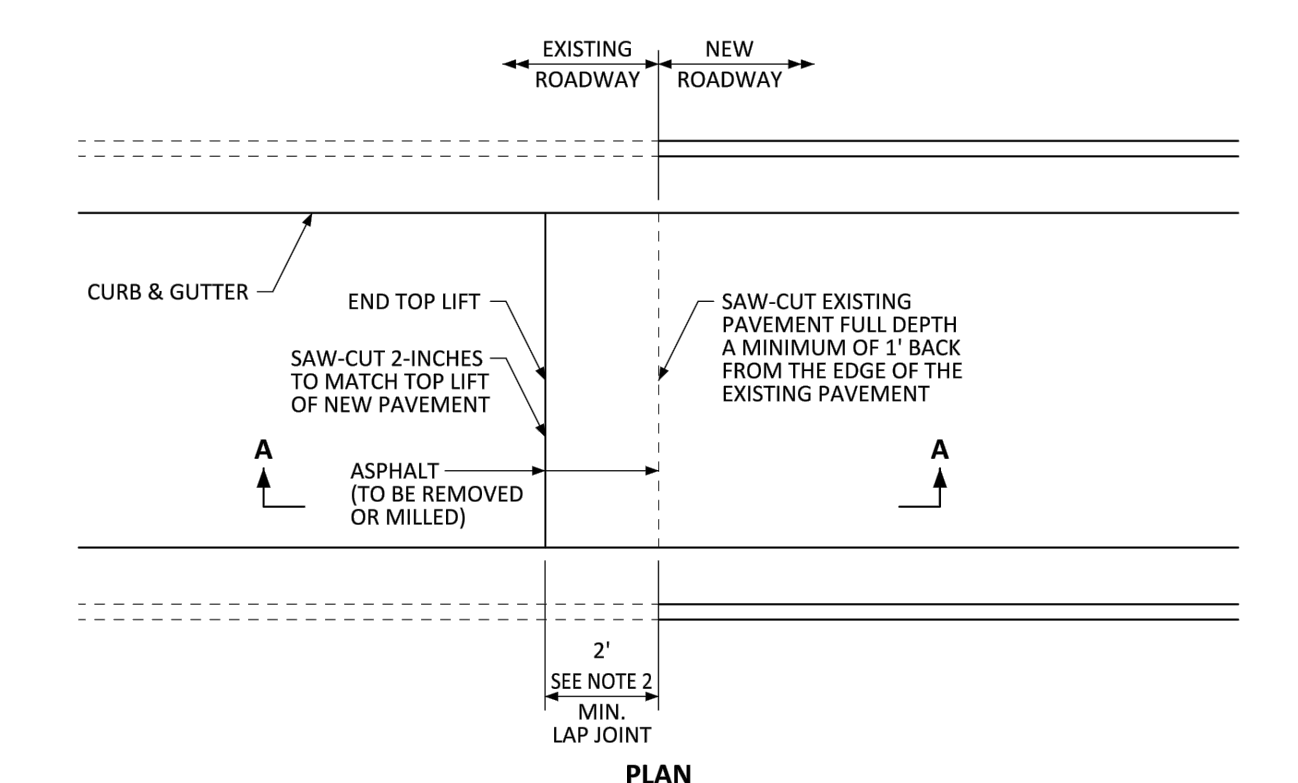 EXISTING
ROADWAY
NEW
ROADWAY
CURB & GUTTER
END TOP LIFT
SAW-CUT 2-INCHES
TO MATCH TOP LIFT
OF NEW PAVEMENT
SAW-CUT EXISTING
PAVEMENT FULL DEPTH
A MINIMUM OF 1' BACK
FROM THE EDGE OF THE
EXISTING PAVEMENT
A
A
ASPHALT
(TO BE REMOVED
OR MILLED)
2'
SEE NOTE 2
MIN.
LAP JOINT
PLAN